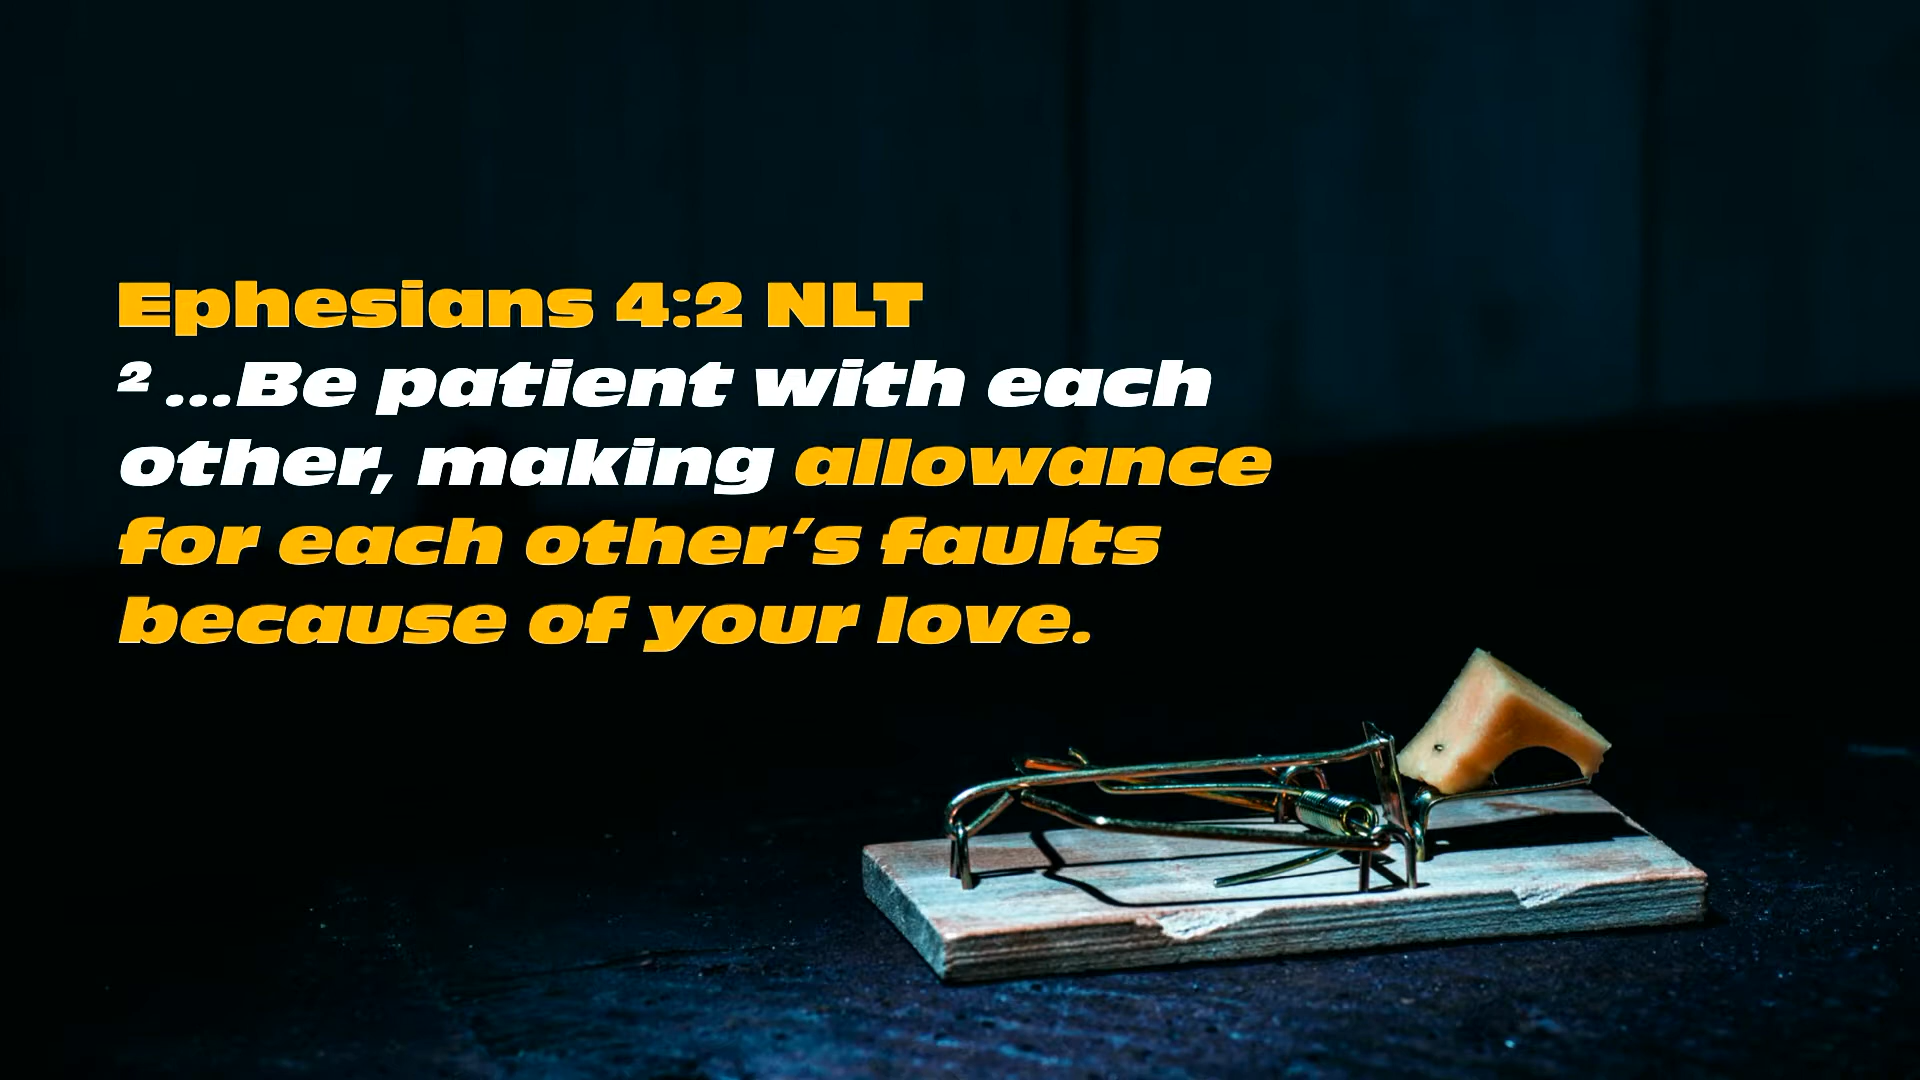 Ephesians 4:2 NLT
² ...Be patient with each
other, making allowance
for each other’s faults
because of your love.